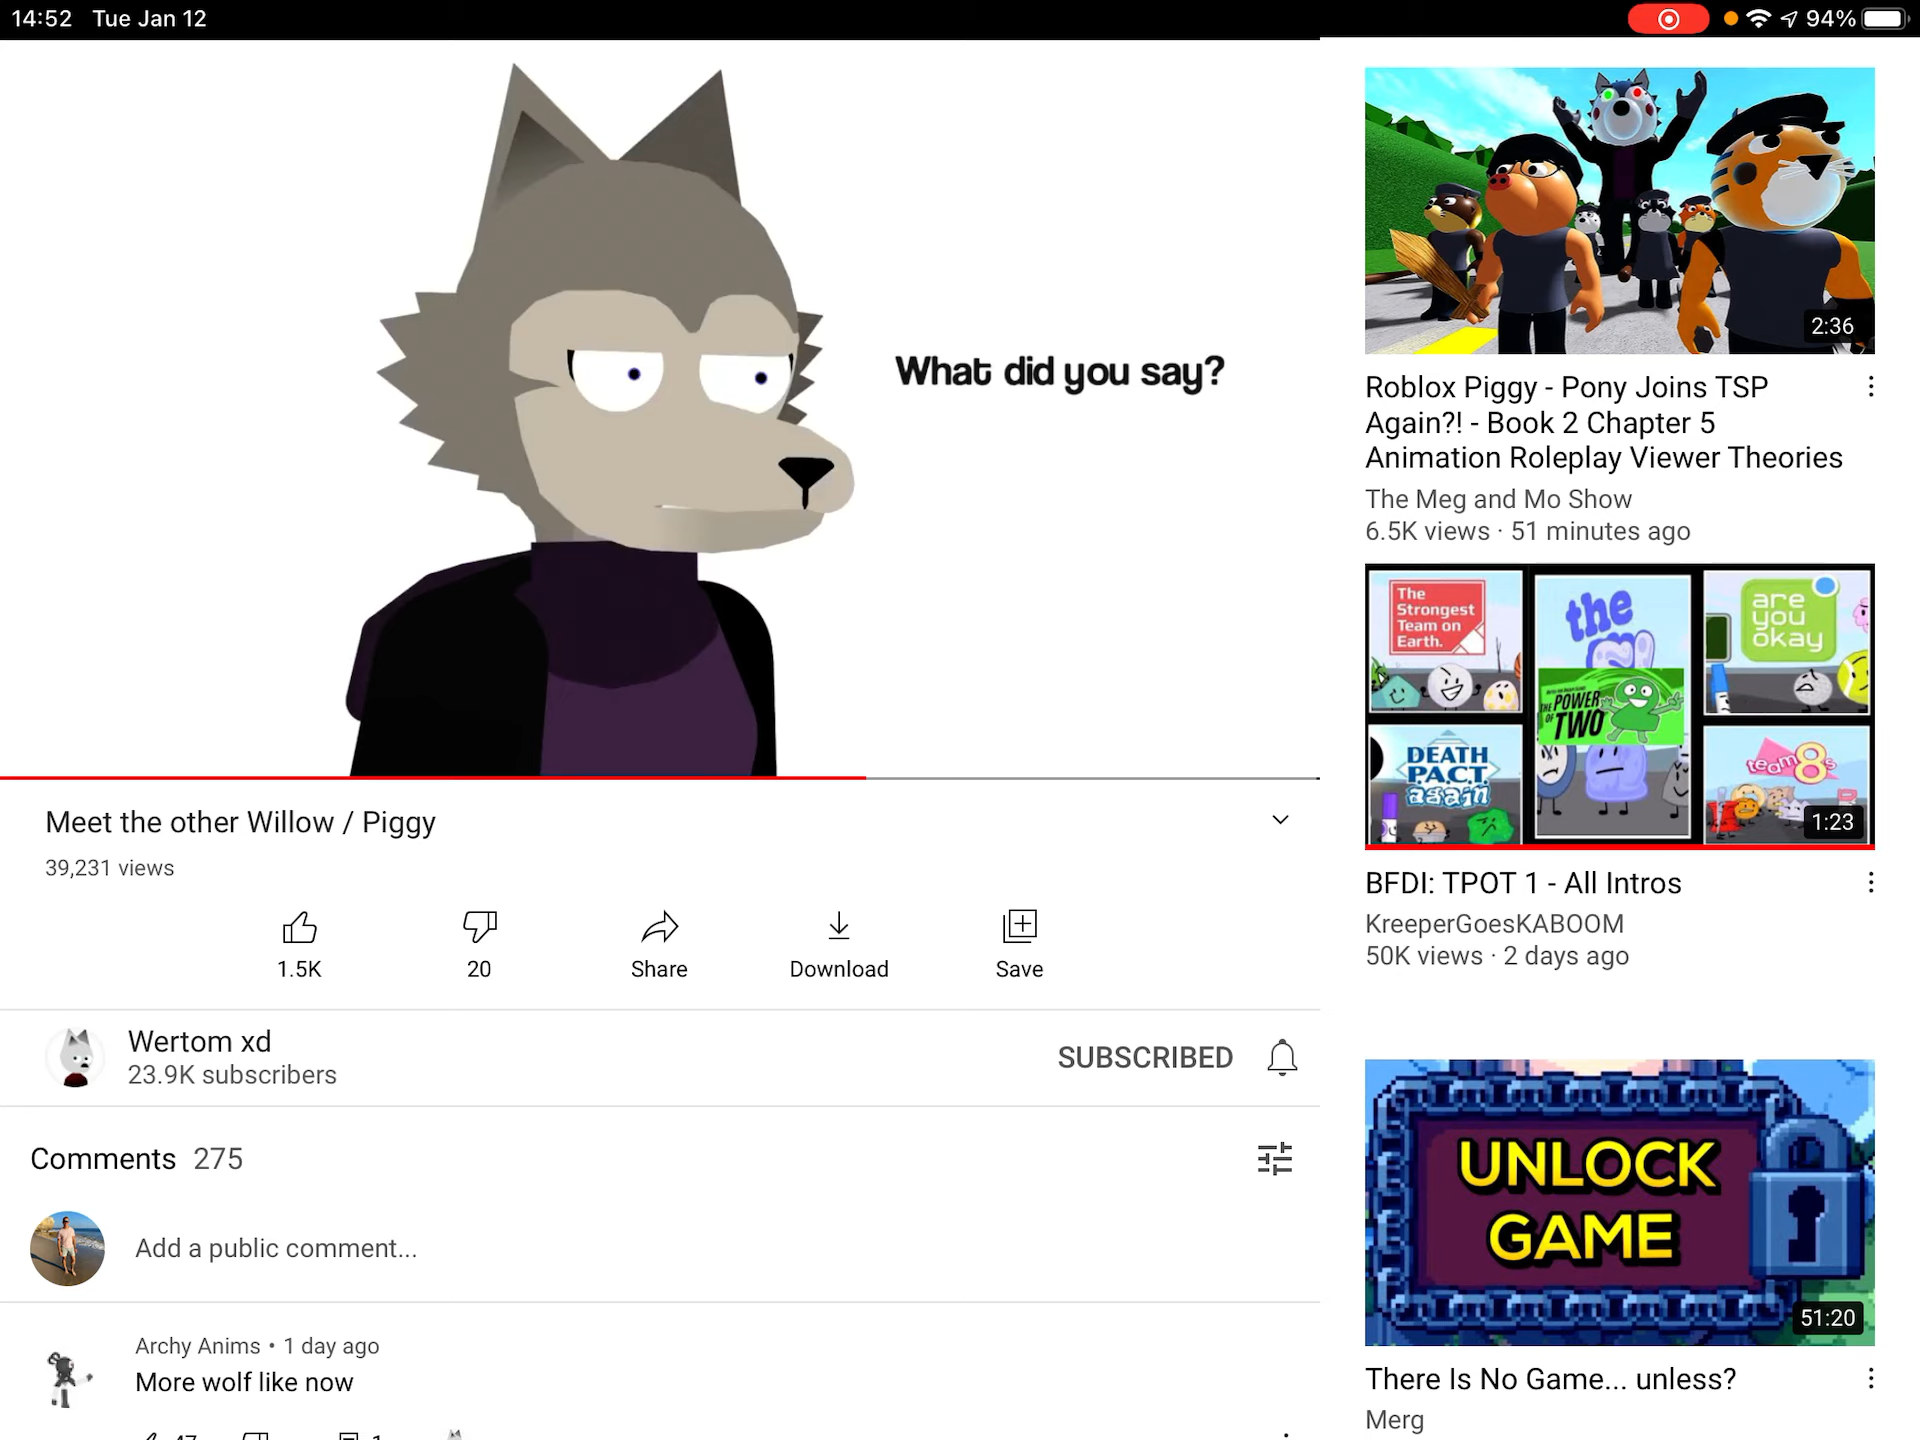 14:52 Tue Jan 12
94%
What did you say?
Meet the other Willow / Piggy
39,231 views
1.5K
20
Share
Download
Save
Wertom xd
23.9K subscribers
SUBSCRIBED
Comments 275
Add a public comment...
Archy Anims • 1 day ago
More wolf like now
47
1
2:36
Roblox Piggy - Pony Joins TSP
Again?! - Book 2 Chapter 5
Animation Roleplay Viewer Theories
The Meg and Mo Show
6.5K views · 51 minutes ago
The
Strongest
Team on
Earth.
the
are
you
okay
THE POWER
OF TWO
DEATH
P.A.C.T.
again
team8s
1:23
BFDI: TPOT 1 - All Intros
KreeperGoesKABOOM
50K views · 2 days ago
UNLOCK
GAME
51:20
There Is No Game... unless?
Merg